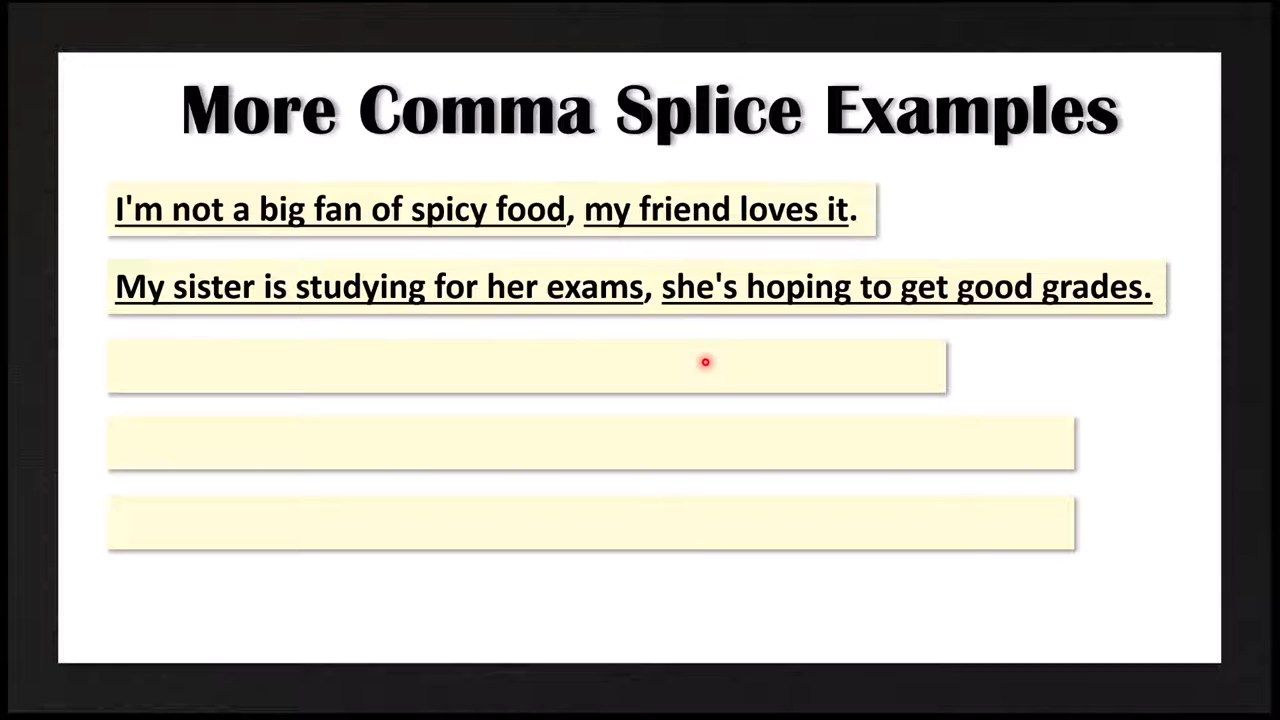 More Comma Splice Examples
I'm not a big fan of spicy food, my friend loves it.
My sister is studying for her exams, she's hoping to get good grades.